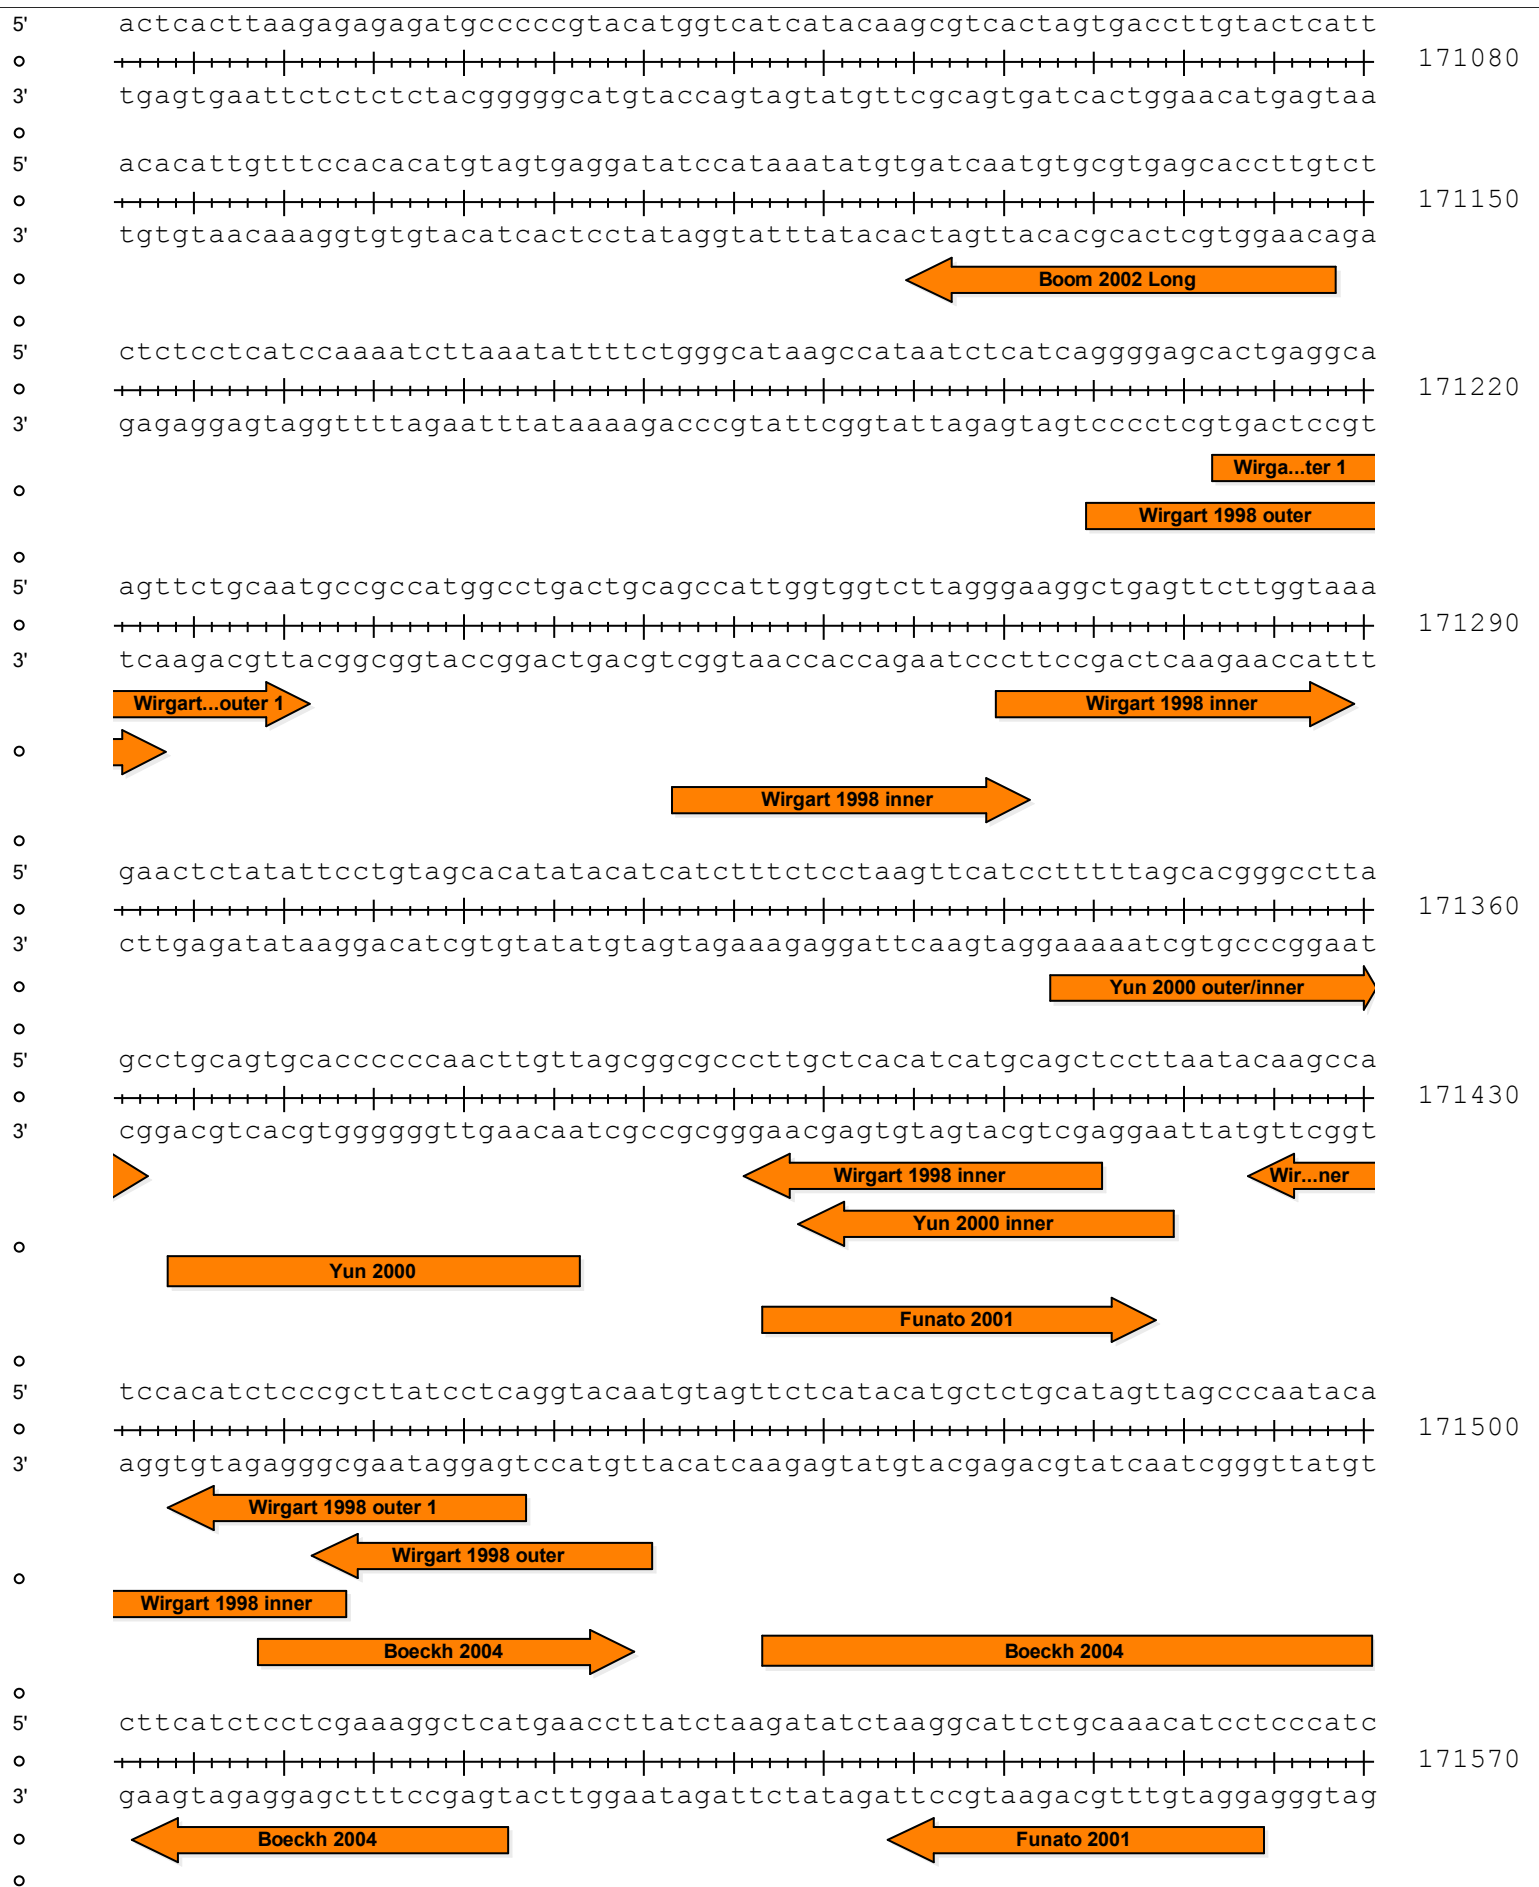 5' actcacttaagagagagatgcccccgtacatggtcatcatacaagcgtcactagtgaccttgtactcatt
171080
3' tgagtgaattctctctctacgggggcatgtaccagtagtatgttcgcagtgatcactggaacatgagtaa
5' acacattgtttccacacatgtagtgaggatatccataaatatgtgatcaatgtgcgtgagcaccttgtct
171150
3' tgtgtaacaaaggtgtgtacatcactcctataggtatttatacactagttacacgcactcgtggaacaga
Boom 2002 Long
5' ctctcctcatccaaaatcttaaatattttctgggcataagccataatctcatcaggggagcactgaggca
171220
3' gagaggagtaggttttagaatttataaaagacccgtattcggtattagagtagtcccctcgtgactccgt
Wirga...ter 1
Wirgart 1998 outer
5' agttctgcaatgccgccatggcctgactgcagccattggtggtcttagggaaggctgagttcttggtaaa
171290
3' tcaagacgttacggcggtaccggactgacgtcggtaaccaccagaatcccttccgactcaagaaccattt
Wirgart...outer 1 Wirgart 1998 inner
Wirgart 1998 inner
5' gaactctatattcctgtagcacatatacatcatctttctcctaagttcatcctttttagcacgggcctta
171360
3' cttgagatataaggacatcgtgtatatgtagtagaaagaggattcaagtaggaaaaatcgtgcccggaat
Yun 2000 outer/inner
5' gcctgcagtgcacccccaacttgttagcggcgcccttgctcacatcatgcagctccttaatacaagcca
171430
3' cggacgtcacgtgggggttgaacaatcgccgcgggaacgagtgtagtacgtcgaggaattatgttcggt
Wirgart 1998 inner Wir...ner
Yun 2000 inner
Yun 2000
Funato 2001
5' tccacatctcccgcttatcctcaggtacaatgtagttctcatacatgctctgcatagttagcccaataca
171500
3' aggtgtagagggcgaataggagtccatgttacatcaagagtatgtacgagacgtatcaatcgggttatgt
Wirgart 1998 outer 1
Wirgart 1998 outer
Wirgart 1998 inner
Boeckh 2004 Boeckh 2004
5' cttcatctcctcgaaaggctcatgaaccttatctaagatatctaaggcattctgcaaacatcctcccatc
171570
3' gaagtagaggagctttccgagtacttggaatagattctatagattccgtaagacgtttgtaggagggtag
Boeckh 2004 Funato 2001